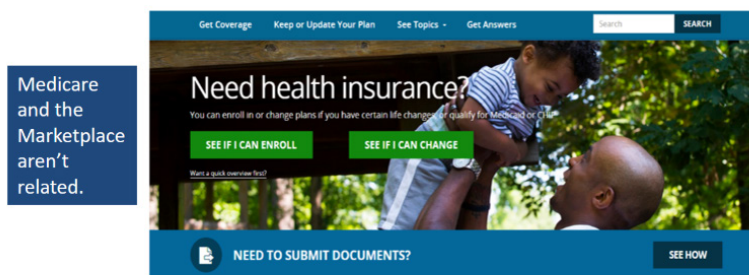 Get Coverage Keep or Update Your Plan See Topics - Get Answers Search SEARCH
Medicare
and the
Marketplace
aren't
related.
Need health insurance?
You can enroll in or change plans if you have certain life changes, or qualify for Medicaid or CHIP
SEE IF I CAN ENROLL SEE IF I CAN CHANGE
Want a quick overview first?
NEED TO SUBMIT DOCUMENTS? SEE HOW